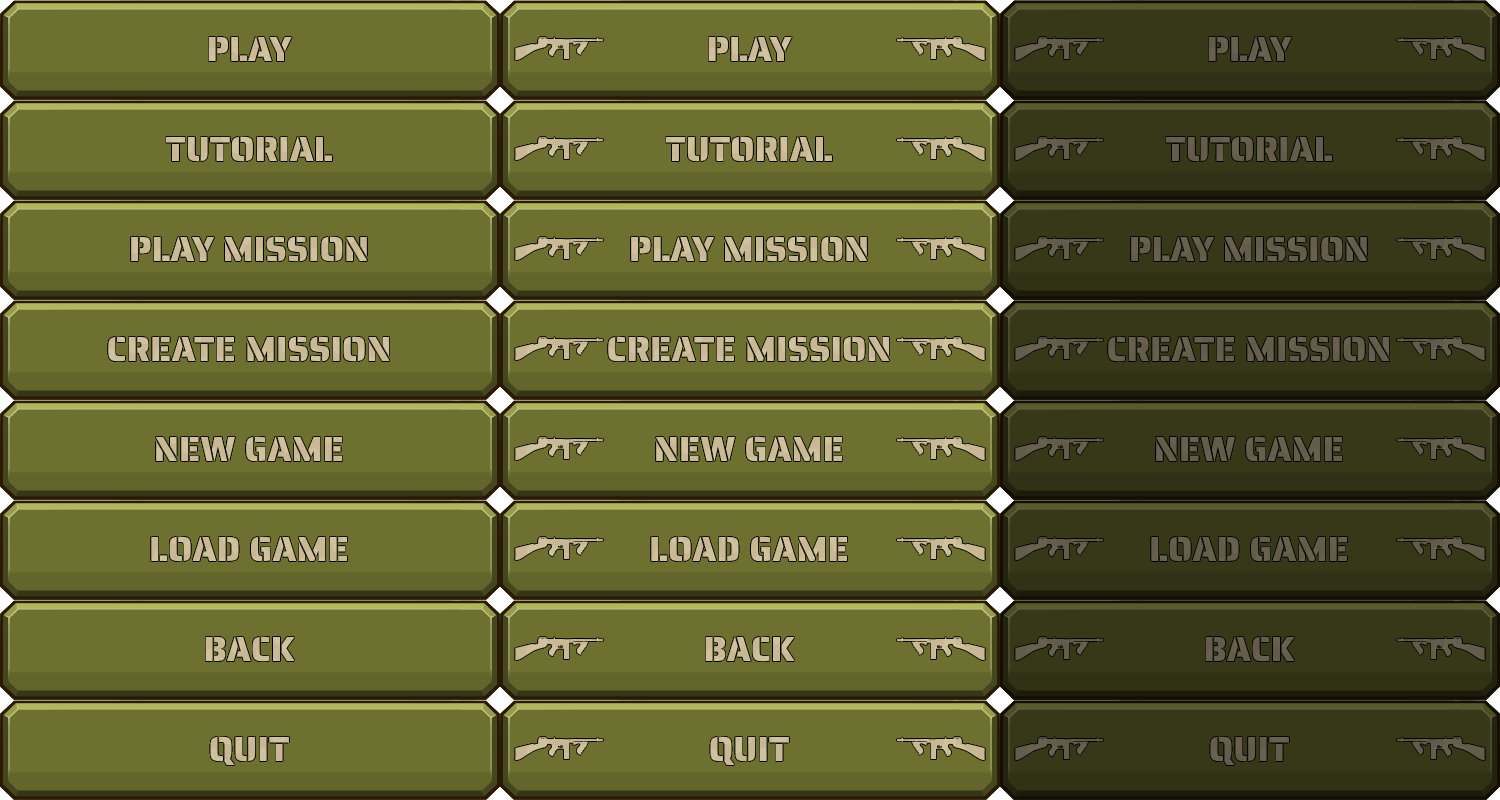 PLAY PLAY PLAY
TUTORIAL TUTORIAL TUTORIAL
PLAY MISSION PLAY MISSION PLAY MISSION
CREATE MISSION CREATE MISSION CREATE MISSION
NEW GAME NEW GAME NEW GAME
LOAD GAME LOAD GAME LOAD GAME
BACK BACK BACK
QUIT QUIT QUIT